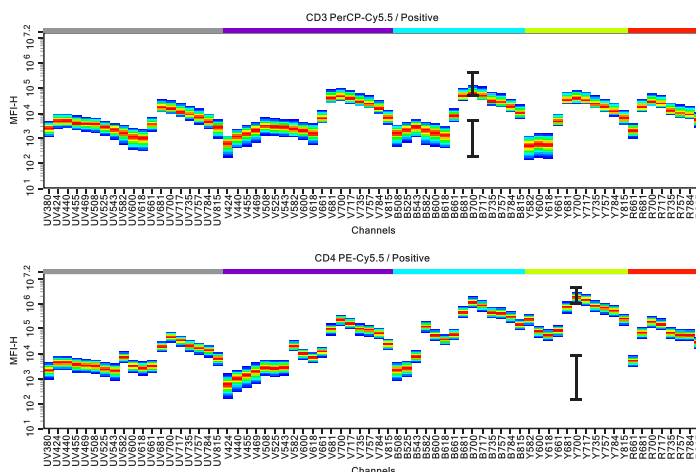 CD3 PerCP-Cy5.5 / Positive
10 7.2
10 6
10 5
10 4
10 3
10 2
10 1
MFI-H
UV380 UV424 UV440 UV455 UV469 UV508 UV525 UV543 UV582 UV600 UV618 UV661 UV681 UV700 UV717 UV735 UV757 UV784 UV815 V424 V440 V455 V469 V508 V525 V543 V582 V600 V618 V661 V681 V700 V717 V735 V757 V784 V815 B508 B525 B543 B582 B600 B618 B661 B681 B700 B717 B735 B757 B784 B815 Y582 Y600 Y618 Y661 Y681 Y700 Y717 Y735 Y757 Y784 Y815 R661 R681 R700 R717 R735 R757 R784
Channels
CD4 PE-Cy5.5 / Positive
10 7.2
10 6
10 5
10 4
10 3
10 2
10 1
MFI-H
UV380 UV424 UV440 UV455 UV469 UV508 UV525 UV543 UV582 UV600 UV618 UV661 UV681 UV700 UV717 UV735 UV757 UV784 UV815 V424 V440 V455 V469 V508 V525 V543 V582 V600 V618 V661 V681 V700 V717 V735 V757 V784 V815 B508 B525 B543 B582 B600 B618 B661 B681 B700 B717 B735 B757 B784 B815 Y582 Y600 Y618 Y661 Y681 Y700 Y717 Y735 Y757 Y784 Y815 R661 R681 R700 R717 R735 R757 R784
Channels